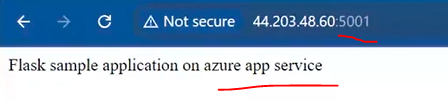 Not secure 44.203.48.60:5001
Flask sample application on azure app service